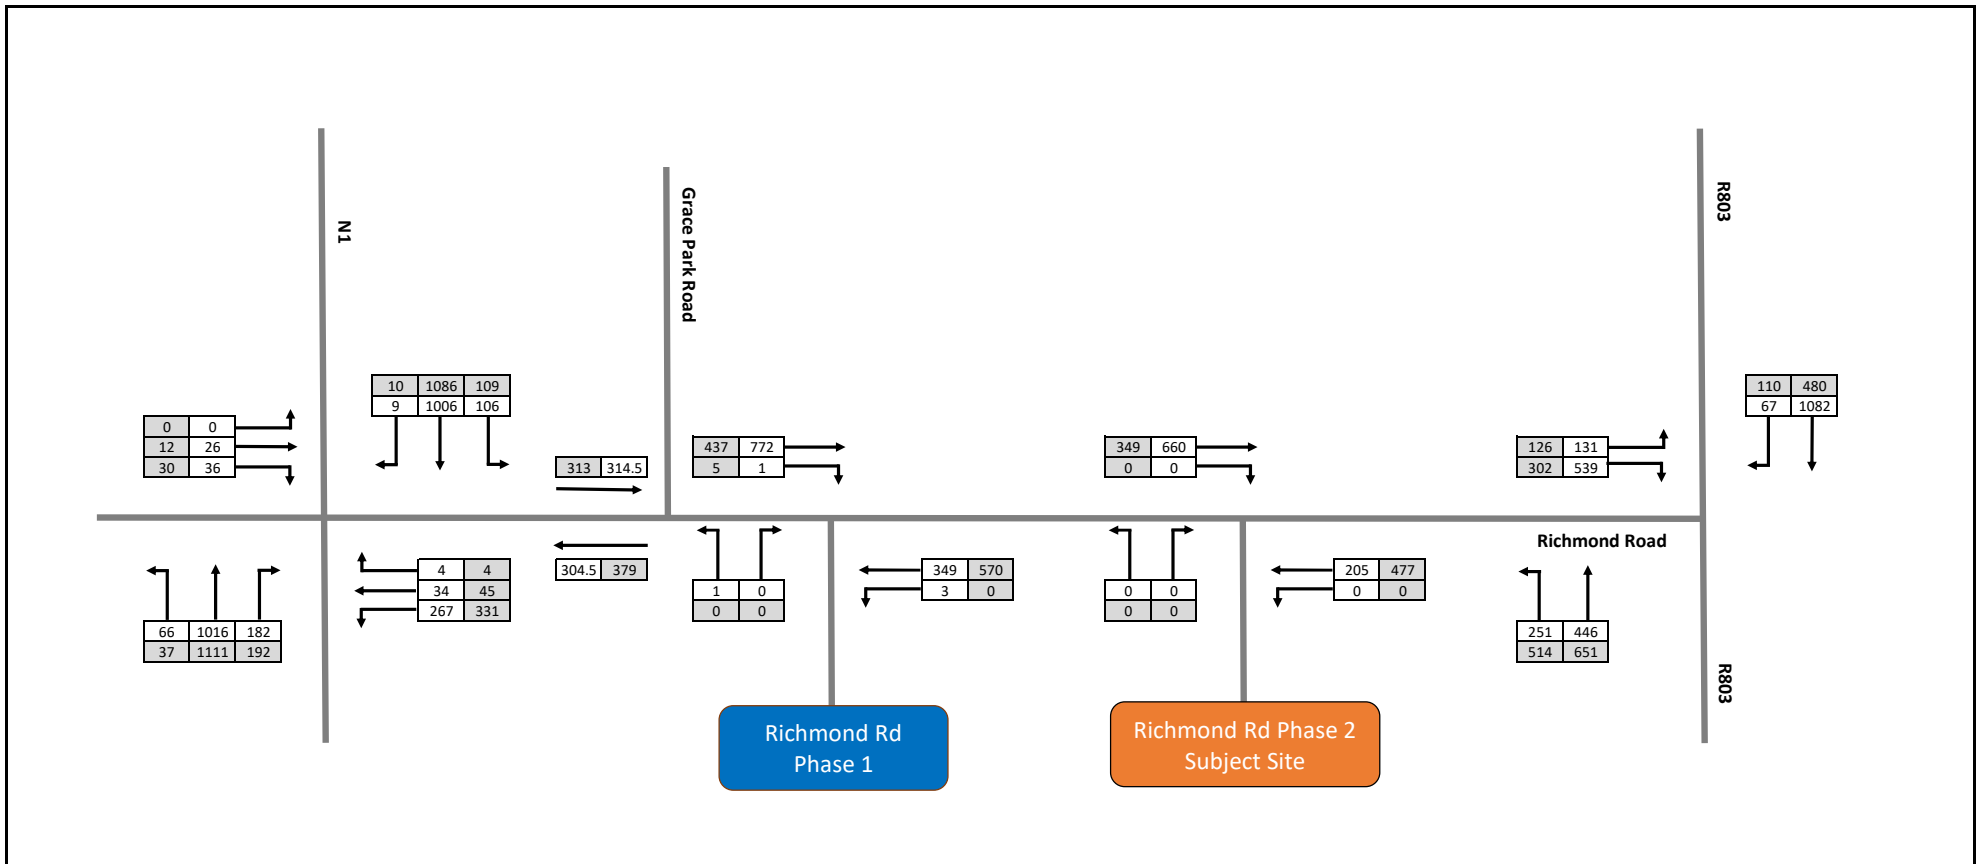 N1
Grace Park Road
R803
10 1086 109
9 1006 106
110 480
67 1082
0 0
12 26
30 36
313 314.5
437 772
5 1
349 660
0 0
126 131
302 539
Richmond Road
4 4
34 45
267 331
304.5 379
1 0
0 0
349 570
3 0
0 0
0 0
205 477
0 0
66 1016 182
37 1111 192
251 446
514 651
R803
Richmond Rd
Phase 1
Richmond Rd Phase 2
Subject Site